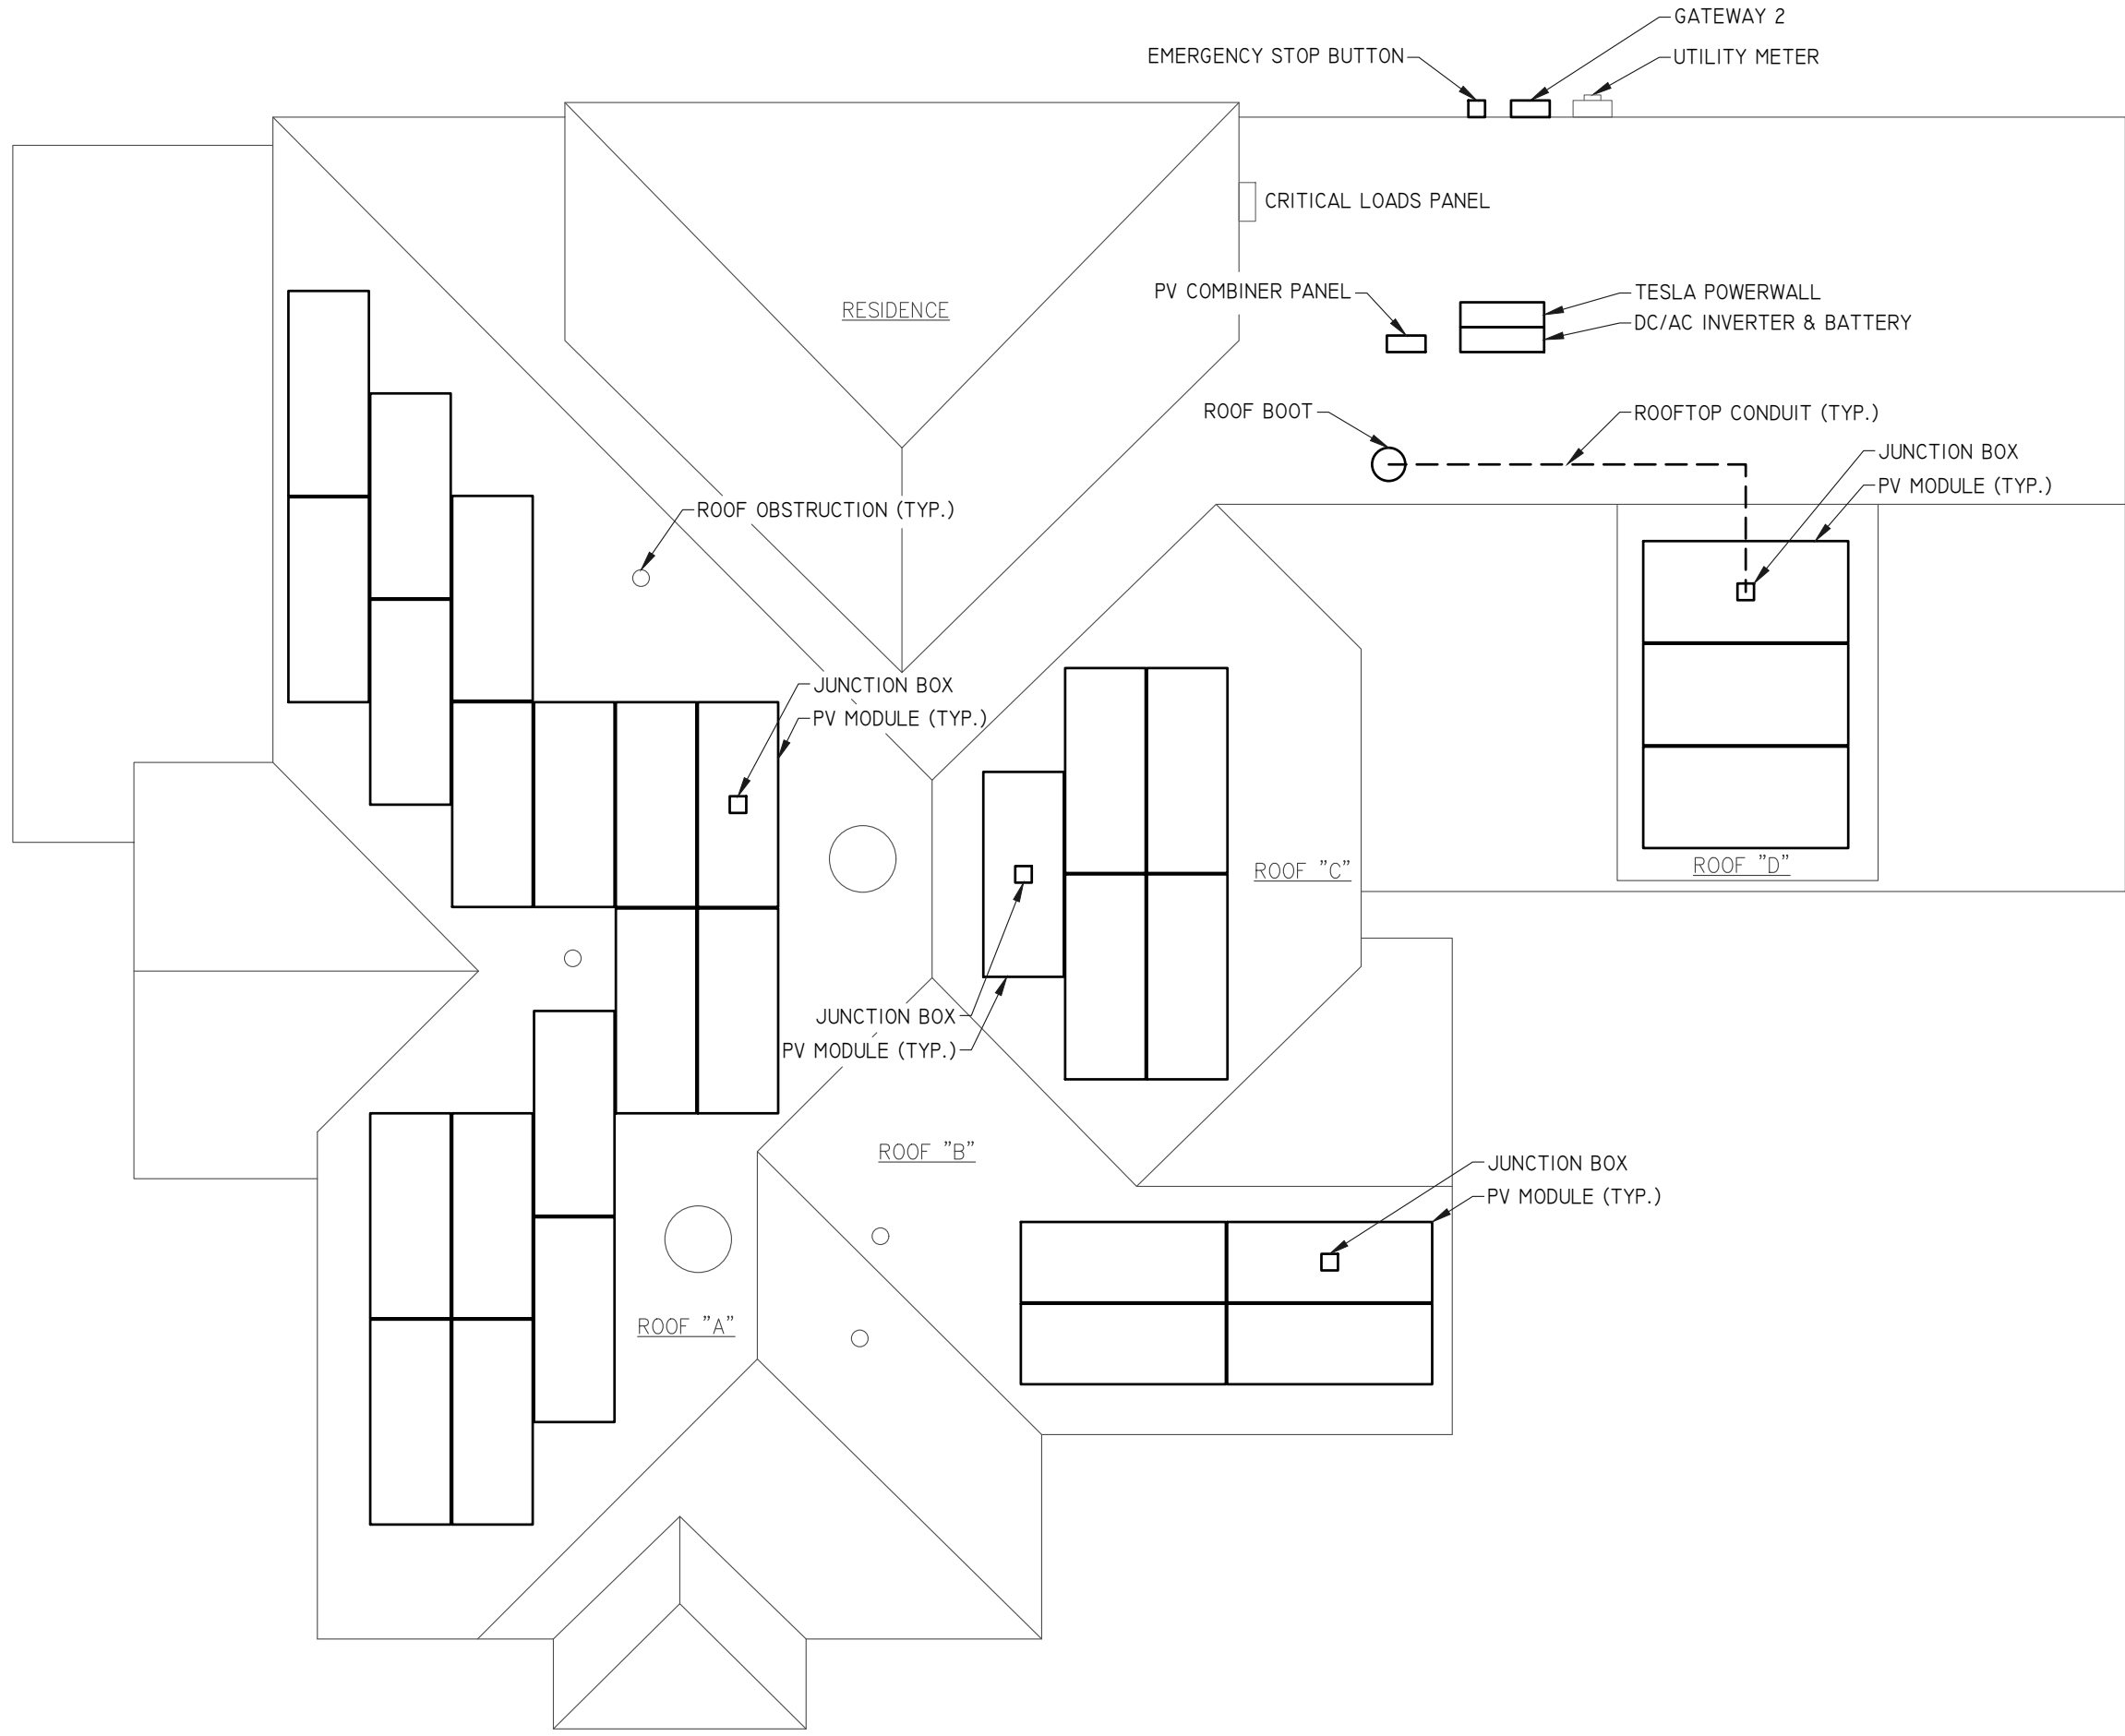 GATEWAY 2
EMERGENCY STOP BUTTON
UTILITY METER
CRITICAL LOADS PANEL
PV COMBINER PANEL
TESLA POWERWALL
DC/AC INVERTER & BATTERY
RESIDENCE
ROOF BOOT
ROOFTOP CONDUIT (TYP.)
JUNCTION BOX
PV MODULE (TYP.)
ROOF OBSTRUCTION (TYP.)
JUNCTION BOX
PV MODULE (TYP.)
ROOF "C"
ROOF "D"
JUNCTION BOX
PV MODULE (TYP.)
ROOF "B"
JUNCTION BOX
PV MODULE (TYP.)
ROOF "A"